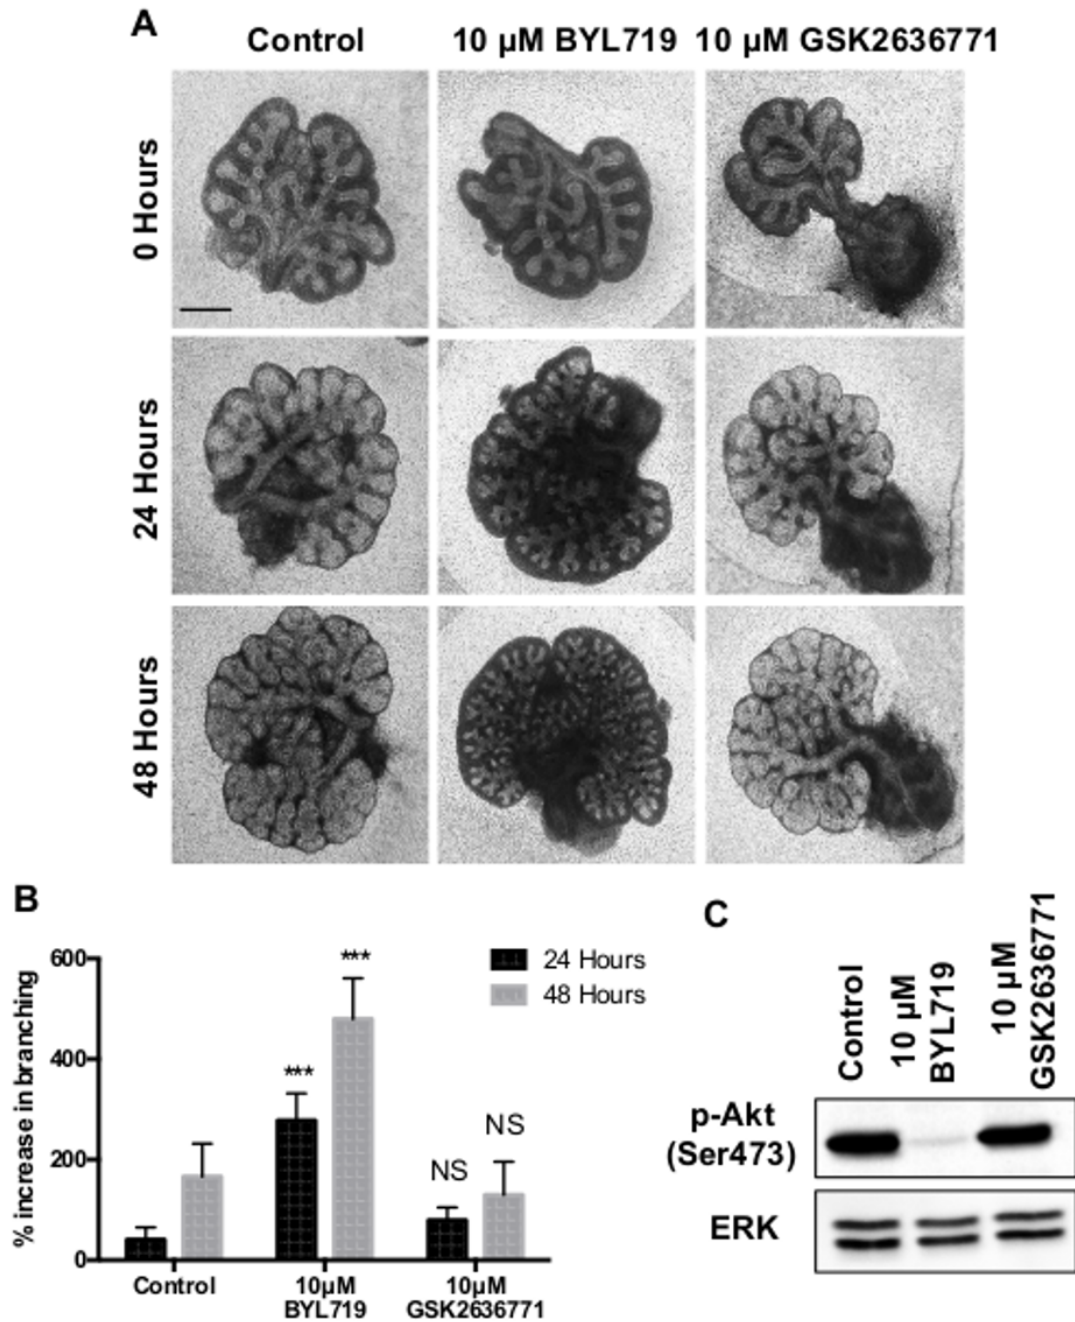 A
Control
10 µM BYL719
10 µM GSK2636771
0 Hours
24 Hours
48 Hours
B
% increase in branching
600
400
200
0
***
***
NS
NS
24 Hours
48 Hours
Control
10µM
BYL719
10µM
GSK2636771
C
Control
10 µM
BYL719
10 µM
GSK2636771
p-Akt
(Ser473)
ERK